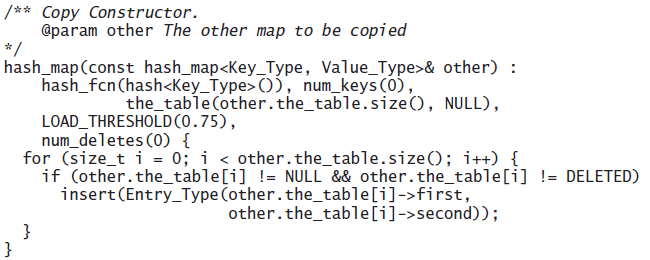 /** Copy Constructor.
    @param other The other map to be copied
*/
hash_map(const hash_map<Key_Type, Value_Type>& other) :
    hash_fcn(hash<Key_Type>()), num_keys(0),
             the_table(other.the_table.size(), NULL),
    LOAD_THRESHOLD(0.75),
    num_deletes(0) {
  for (size_t i = 0; i < other.the_table.size(); i++) {
    if (other.the_table[i] != NULL && other.the_table[i] != DELETED)
      insert(Entry_Type(other.the_table[i]->first,
                        other.the_table[i]->second));
  }
}